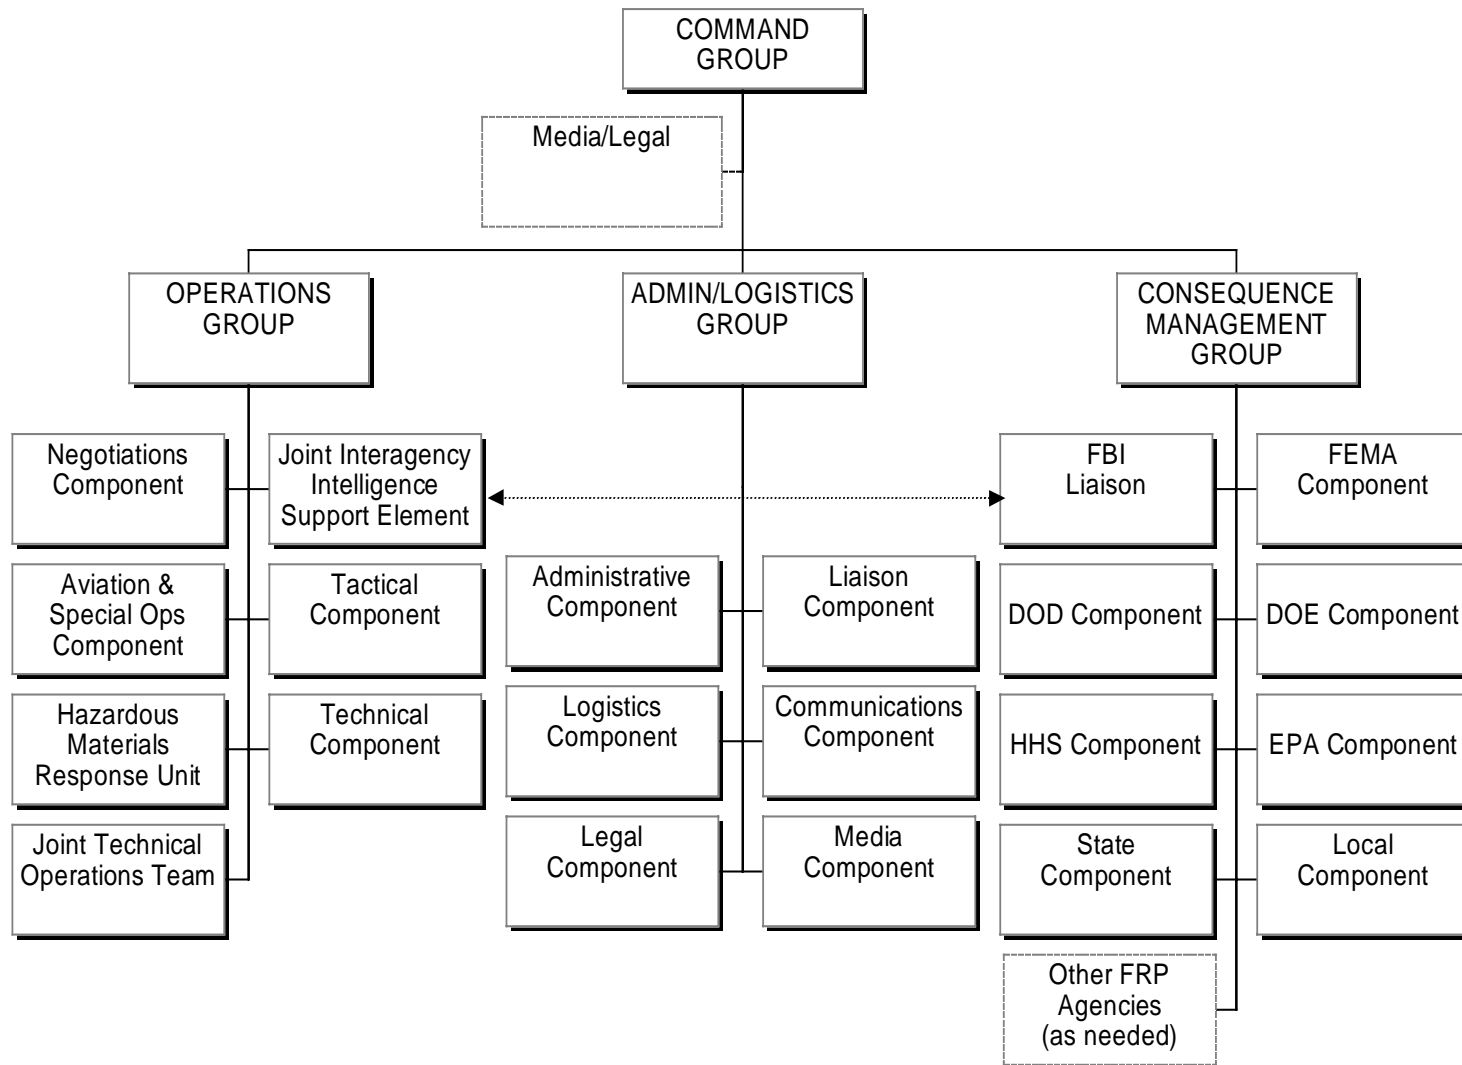 COMMAND
GROUP
Media/Legal
OPERATIONS
GROUP
ADMIN/LOGISTICS
GROUP
CONSEQUENCE
MANAGEMENT
GROUP
Negotiations
Component
Joint Interagency
Intelligence
Support Element
FBI
Liaison
FEMA
Component
Aviation &
Special Ops
Component
Tactical
Component
Administrative
Component
Liaison
Component
DOD Component
DOE Component
Hazardous
Materials
Response Unit
Technical
Component
Logistics
Component
Communications
Component
HHS Component
EPA Component
Joint Technical
Operations Team
Legal
Component
Media
Component
State
Component
Local
Component
Other FRP
Agencies
(as needed)